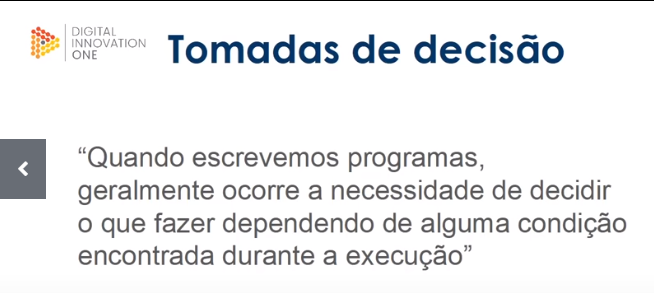 DIGITAL
INNOVATION
ONE
Tomadas de decisão
“Quando escrevemos programas,
geralmente ocorre a necessidade de decidir
o que fazer dependendo de alguma condição
encontrada durante a execução”